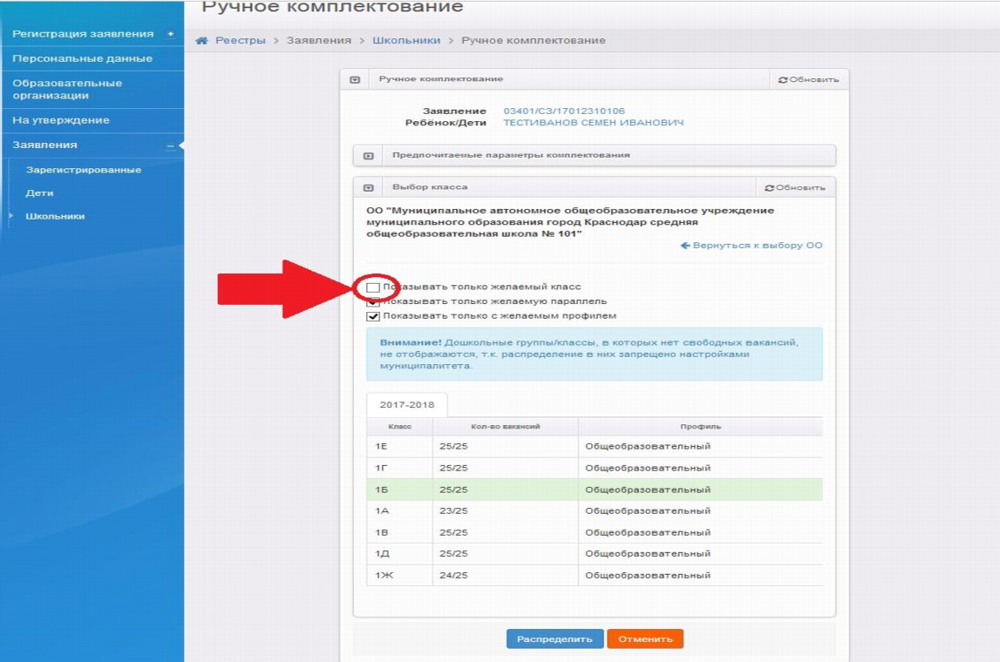 Ручное комплектование
Регистрация заявления +
Персональные данные
Образовательные
организации
На утверждение
Заявления –
Зарегистрированные
Дети
Школьники
Реестры > Заявления > Школьники > Ручное комплектование
Ручное комплектование
Обновить
Заявление 03401/СЗ/17012310106
Ребёнок/Дети ТЕСТИВАНОВ СЕМЕН ИВАНОВИЧ
Предпочитаемые параметры комплектования
Выбор класса
Обновить
ОО "Муниципальное автономное общеобразовательное учреждение
муниципального образования город Краснодар средняя
общеобразовательная школа № 101"
Вернуться к выбору ОО
Показывать только желаемый класс
Показывать только желаемую параллель
Показывать только с желаемым профилем
Внимание! Дошкольные группы/классы, в которых нет свободных вакансий,
не отображаются, т.к. распределение в них запрещено настройками
муниципалитета.
2017-2018
Класс Кол-во вакансий Профиль
1Е 25/25 Общеобразовательный
1Г 25/25 Общеобразовательный
1Б 25/25 Общеобразовательный
1А 23/25 Общеобразовательный
1В 25/25 Общеобразовательный
1Д 25/25 Общеобразовательный
1Ж 24/25 Общеобразовательный
Распределить Отменить